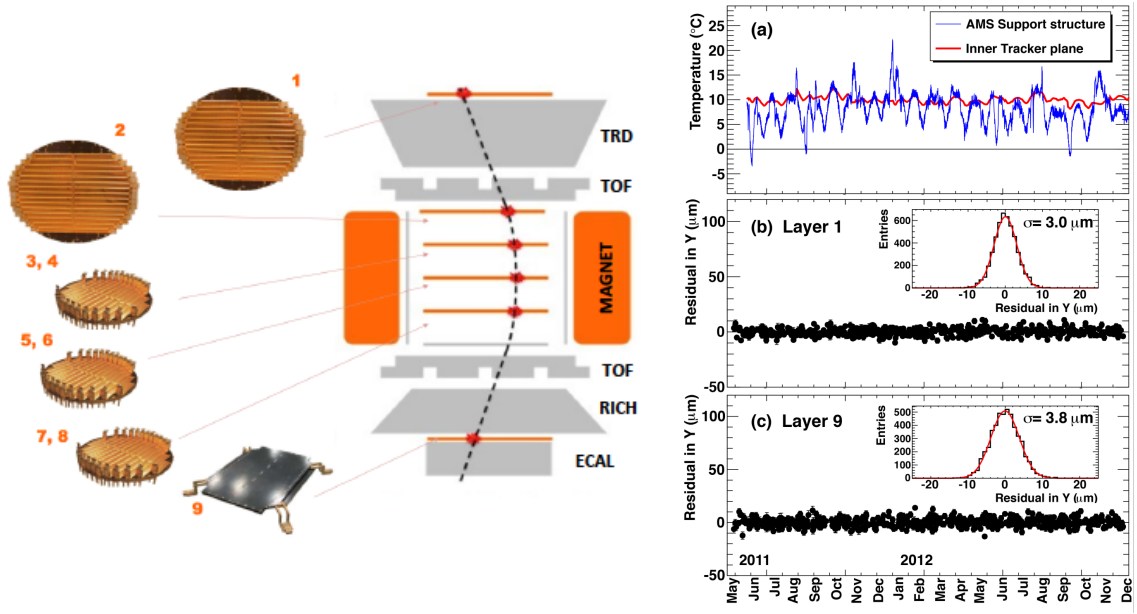 1
2
3, 4
5, 6
7, 8
9
TRD
TOF
MAGNET
TOF
RICH
ECAL
Temperature (°C)
25
20
15
10
5
0
-5
(a)
AMS Support structure
Inner Tracker plane
Residual in Y (μm)
100
50
0
-50
(b) Layer 1
Entries
600
400
200
0
σ= 3.0 μm
-20 -10 0 10 20
Residual in Y (μm)
Residual in Y (μm)
100
50
0
-50
(c) Layer 9
Entries
500
400
300
200
100
0
σ= 3.8 μm
-20 -10 0 10 20
Residual in Y (μm)
2011 2012
May Jun Jul Aug Sep Oct Nov Dec Jan Feb Mar Apr May Jun Jul Aug Sep Oct Nov Dec